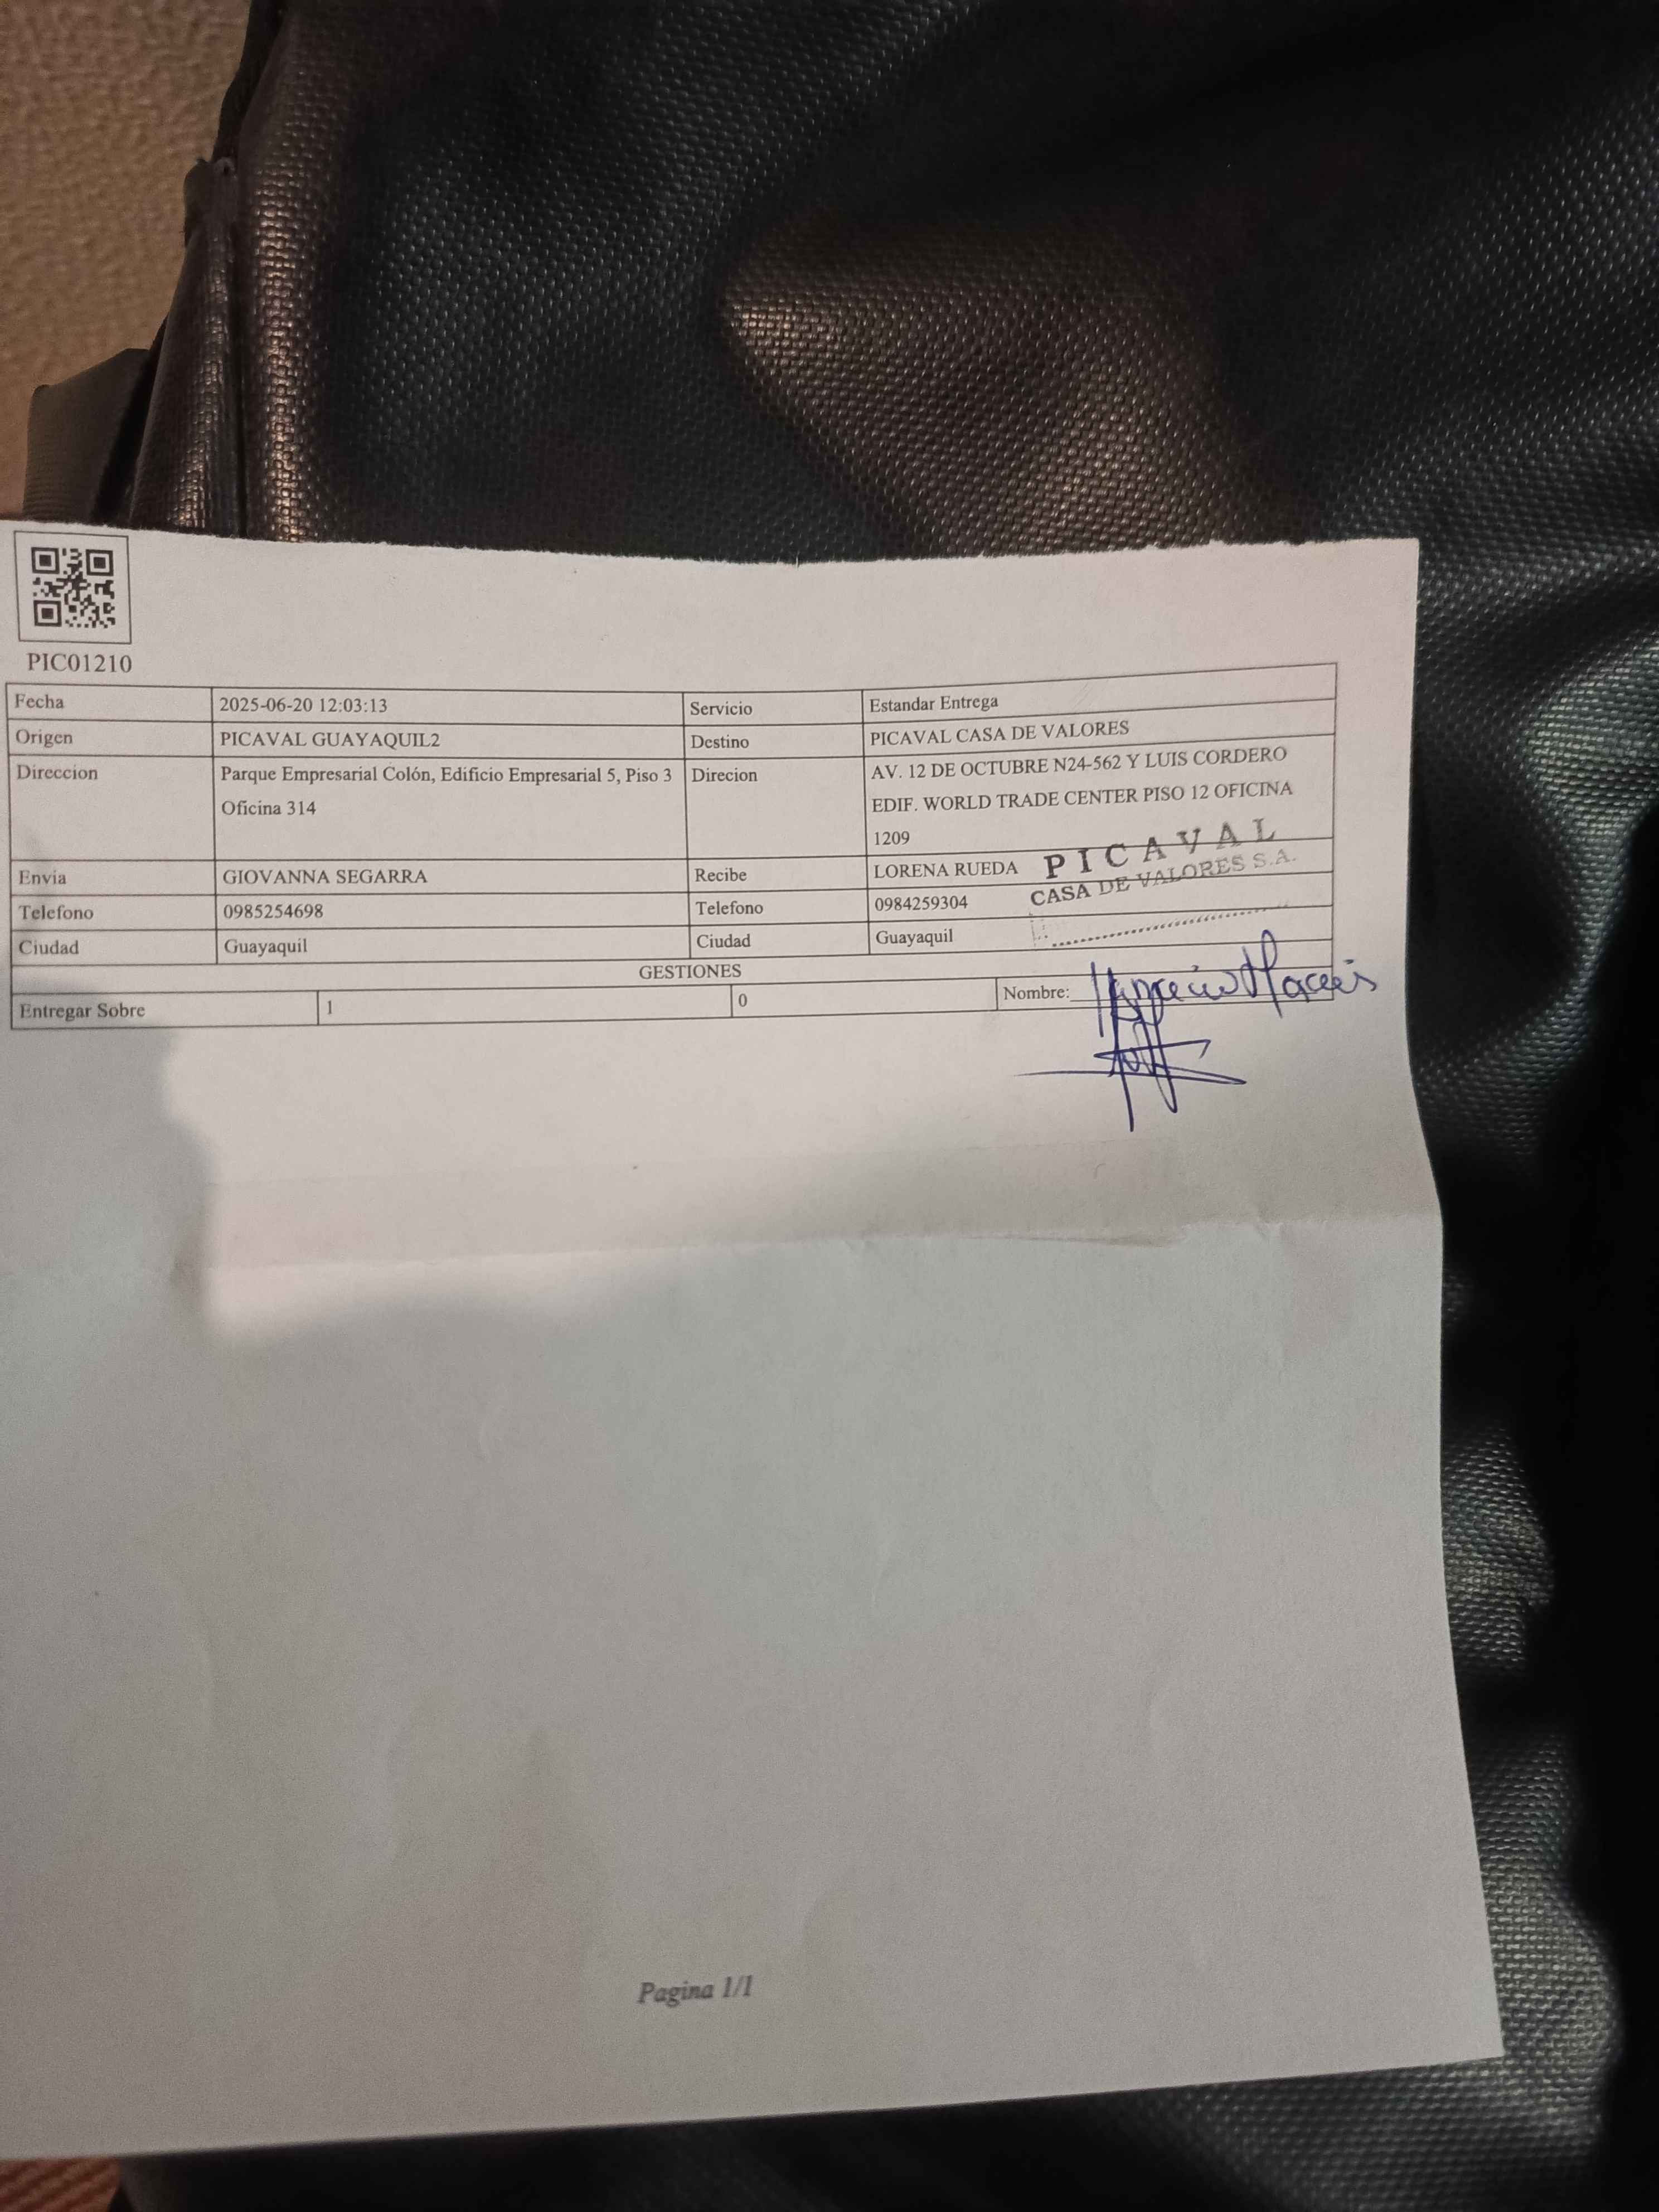 PIC01210
Fecha 2025-06-20 12:03:13 Servicio Estandar Entrega
Origen PICAVAL GUAYAQUIL2 Destino PICAVAL CASA DE VALORES
Direccion Parque Empresarial Colón, Edificio Empresarial 5, Piso 3 Direcion AV. 12 DE OCTUBRE N24-562 Y LUIS CORDERO
Oficina 314 EDIF. WORLD TRADE CENTER PISO 12 OFICINA
1209
PICAVAL
CASA DE VALORES S.A.
Envia GIOVANNA SEGARRA Recibe LORENA RUEDA
Telefono 0985254698 Telefono 0984259304
Ciudad Guayaquil Ciudad Guayaquil
GESTIONES
Entregar Sobre 1 0 Nombre:
Pagina 1/1